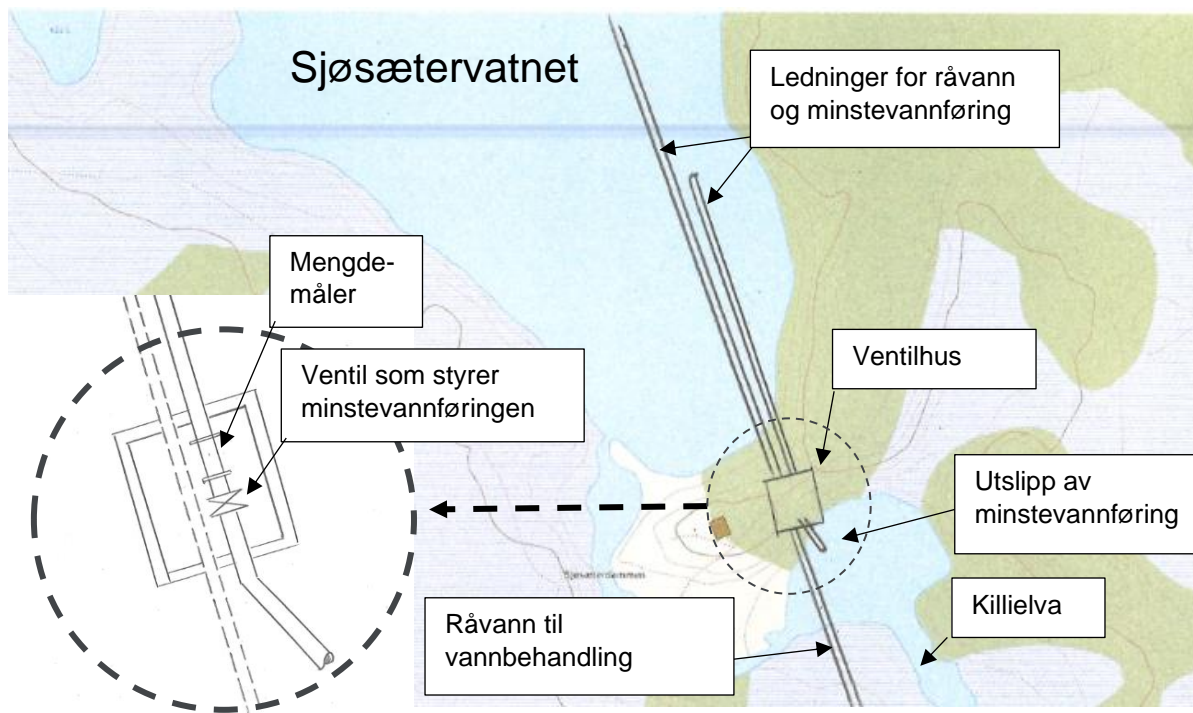 Sjøsætervatnet
Ledninger for råvann
og minstevannføring
Mengde-
måler
Ventil som styrer
minstevannføringen
Ventilhus
Utslipp av
minstevannføring
Sjøsæterdammen
Killielva
Råvann til
vannbehandling